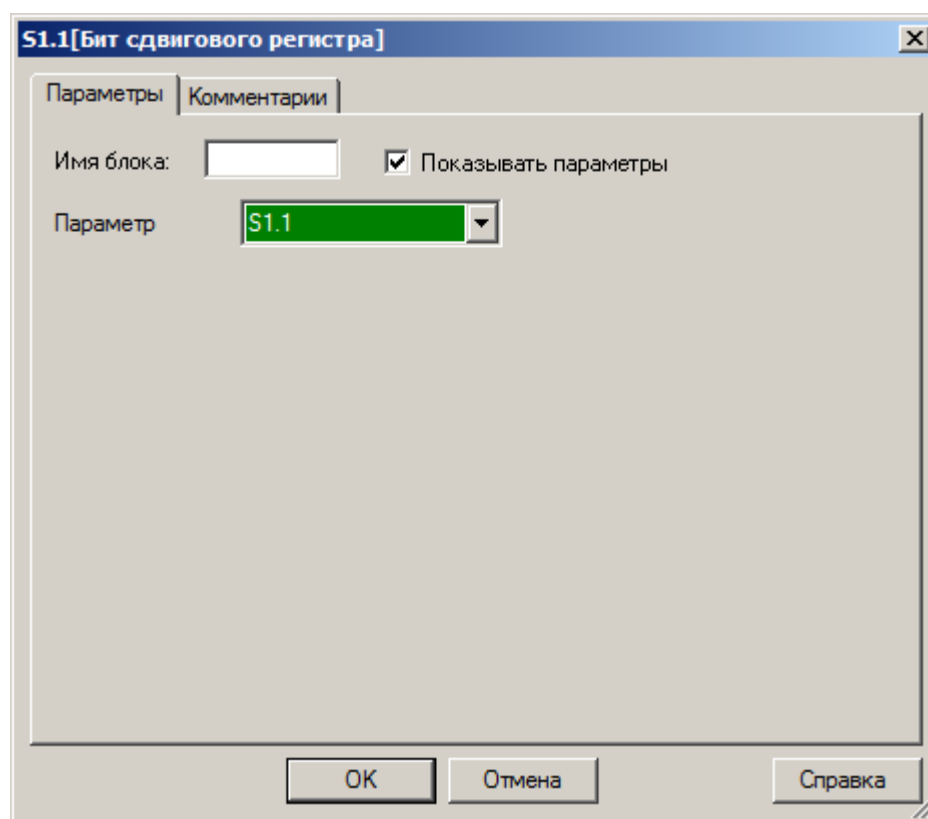 S1.1[Бит сдвигового регистра]
Параметры Комментарии
Имя блока: Показывать параметры
Параметр S1.1
OK Отмена Справка